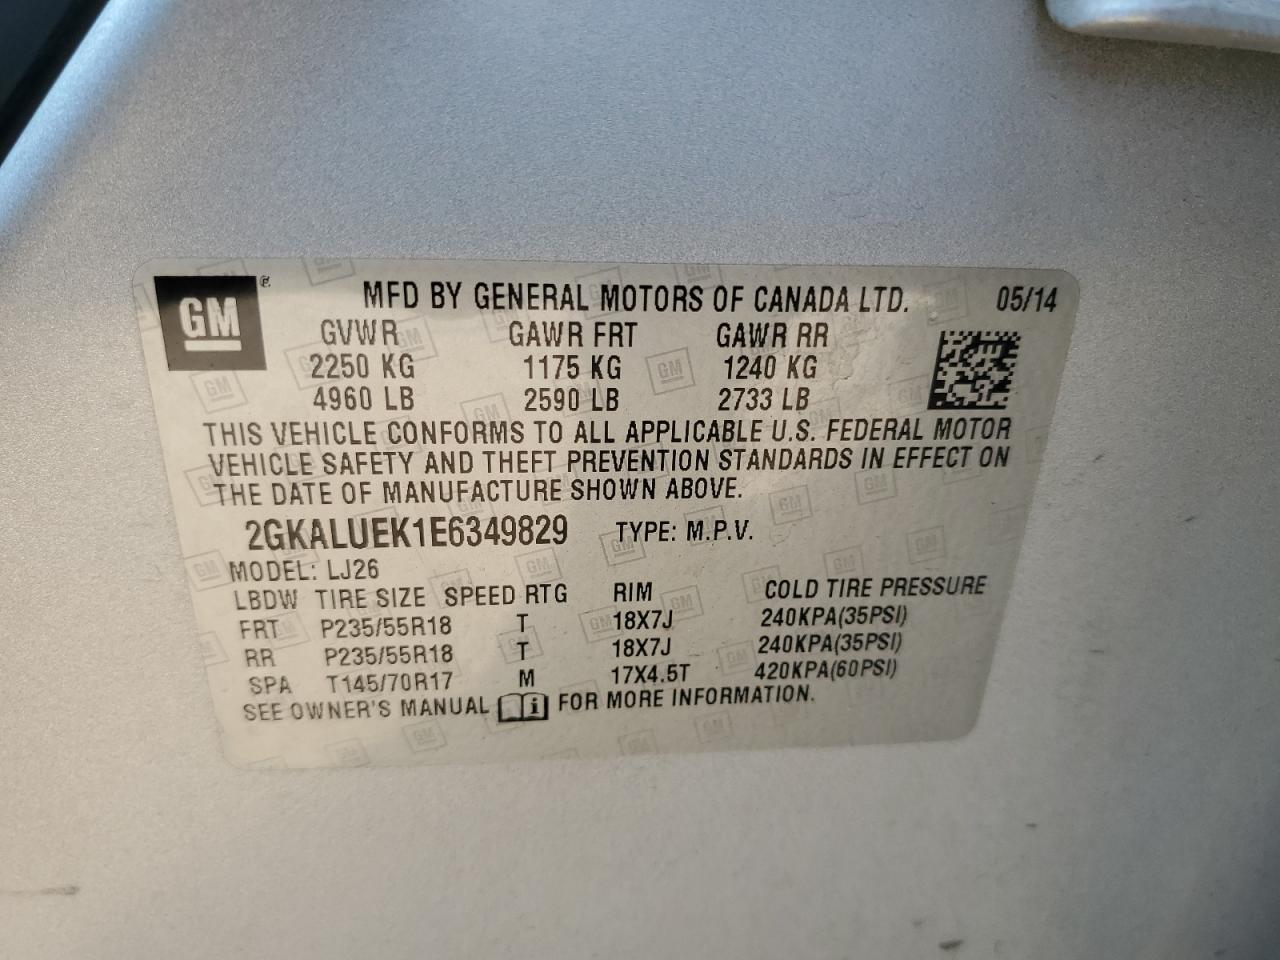 GM ®
MFD BY GENERAL MOTORS OF CANADA LTD. 05/14
GVWR GAWR FRT GAWR RR
2250 KG 1175 KG 1240 KG
4960 LB 2590 LB 2733 LB
THIS VEHICLE CONFORMS TO ALL APPLICABLE U.S. FEDERAL MOTOR
VEHICLE SAFETY AND THEFT PREVENTION STANDARDS IN EFFECT ON
THE DATE OF MANUFACTURE SHOWN ABOVE.
2GKALUEK1E6349829 TYPE: M.P.V.
MODEL: LJ26
LBDW TIRE SIZE SPEED RTG RIM COLD TIRE PRESSURE
FRT P235/55R18 T 18X7J 240KPA(35PSI)
RR P235/55R18 T 18X7J 240KPA(35PSI)
SPA T145/70R17 M 17X4.5T 420KPA(60PSI)
SEE OWNER'S MANUAL i FOR MORE INFORMATION.